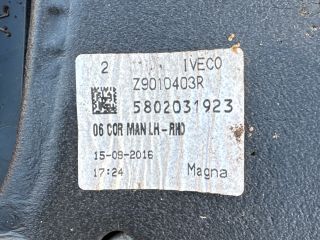 2 IVECO
Z9010403R
5802031923
06 COR MAN LH-RHD
15-09-2016
17:24 Magna